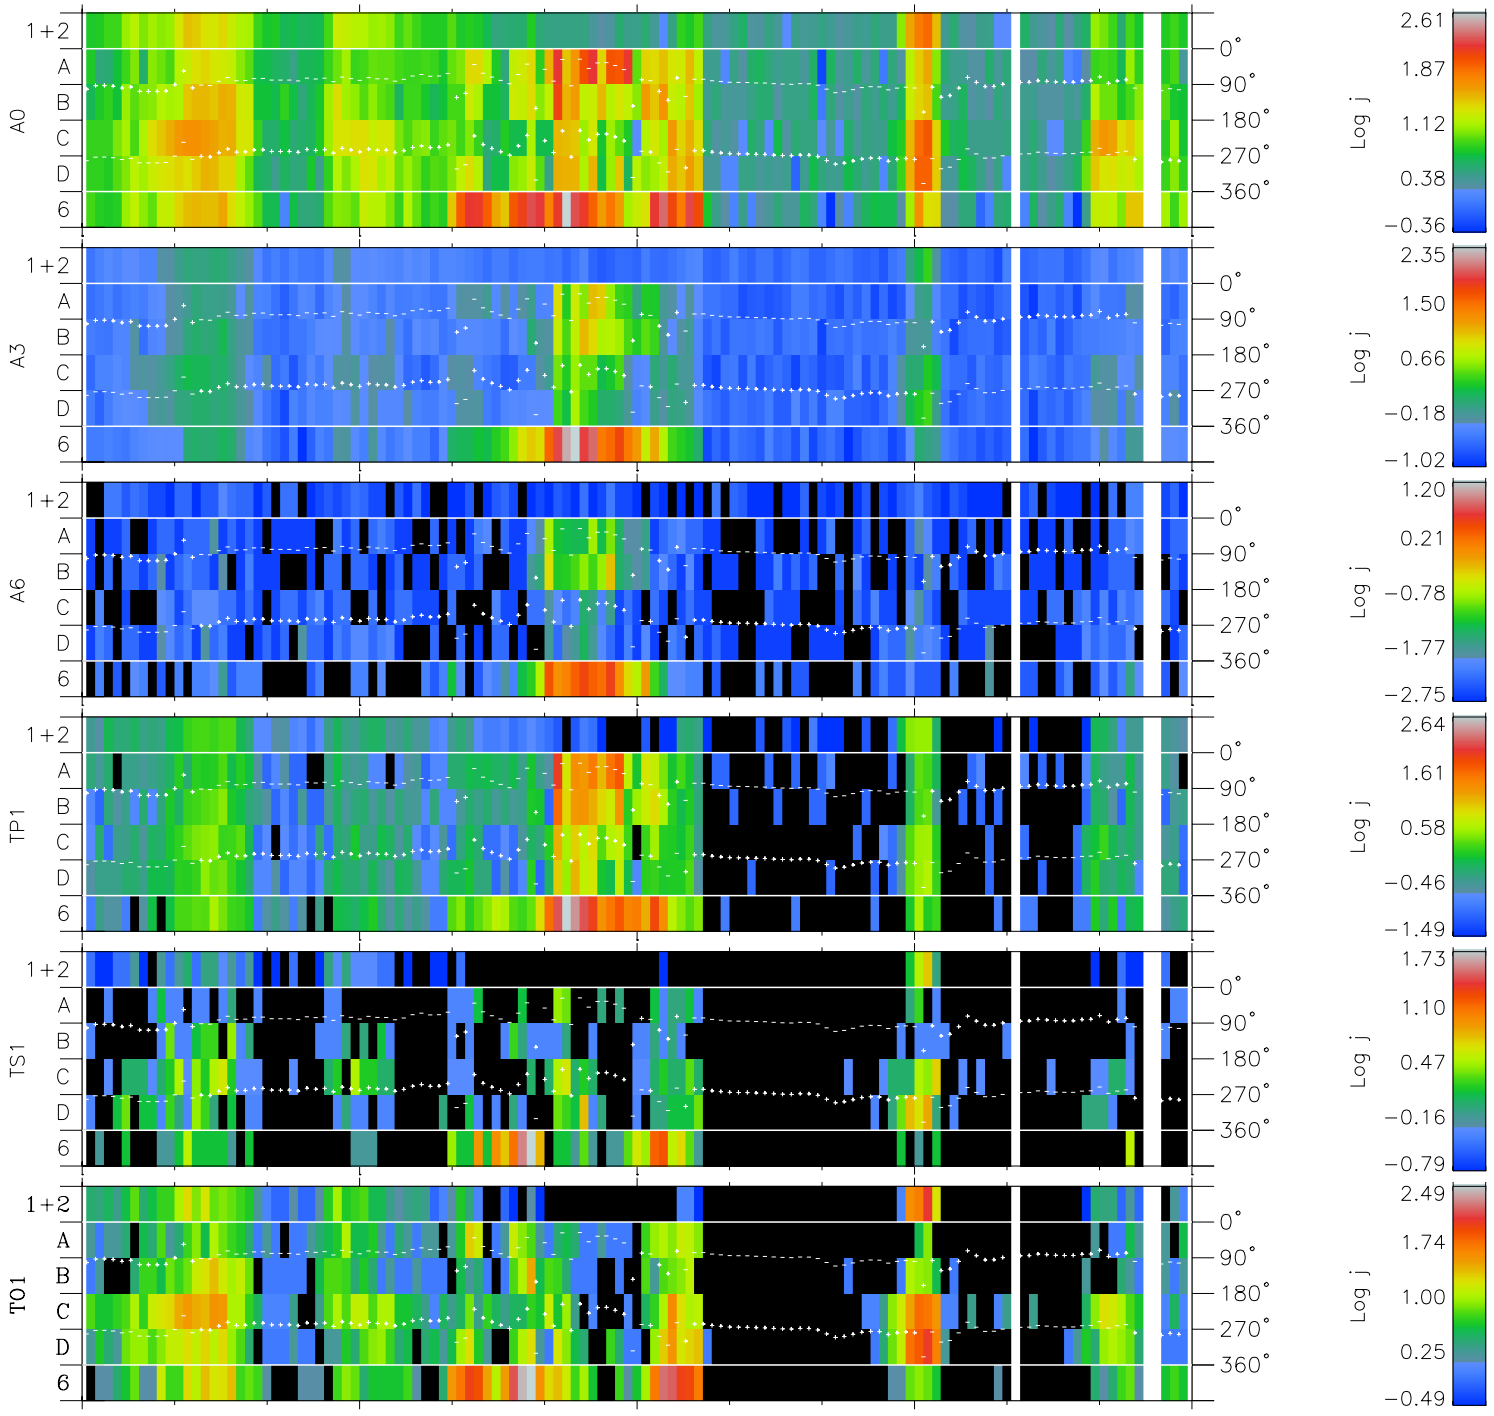 1+2
A
B
C
D
6
A0
0°
90°
180°
270°
360°
2.61
1.87
1.12
0.38
−0.36
Log j
1+2
A
B
C
D
6
A3
0°
90°
180°
270°
360°
2.35
1.50
0.66
−0.18
−1.02
Log j
1+2
A
B
C
D
6
A6
0°
90°
180°
270°
360°
1.20
0.21
−0.78
−1.77
−2.75
Log j
1+2
A
B
C
D
6
TP1
0°
90°
180°
270°
360°
2.64
1.61
0.58
−0.46
−1.49
Log j
1+2
A
B
C
D
6
TS1
0°
90°
180°
270°
360°
1.73
1.10
0.47
−0.16
−0.79
Log j
1+2
A
B
C
D
6
TO1
0°
90°
180°
270°
360°
2.49
1.74
1.00
0.25
−0.49
Log j